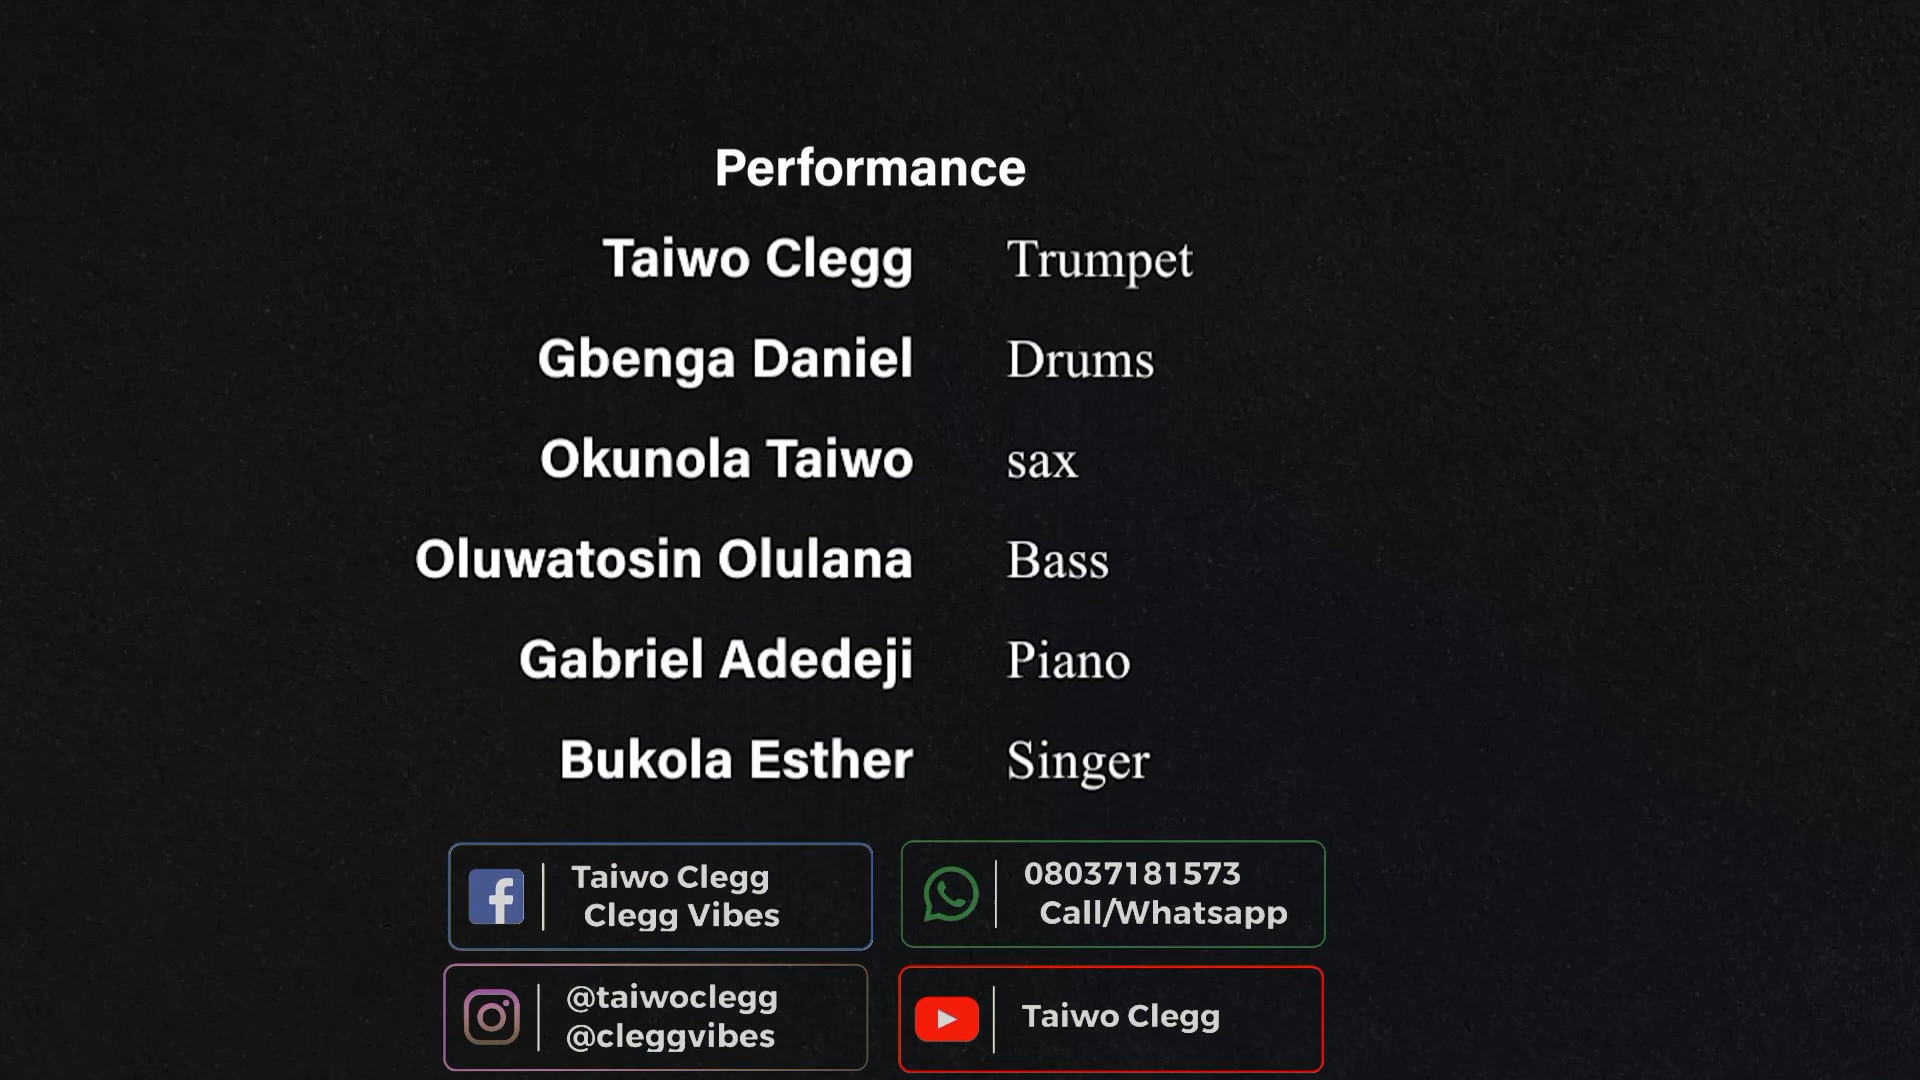 Performance
Taiwo Clegg Trumpet
Gbenga Daniel Drums
Okunola Taiwo sax
Oluwatosin Olulana Bass
Gabriel Adedeji Piano
Bukola Esther Singer
Taiwo Clegg
Clegg Vibes
08037181573
Call/Whatsapp
@taiwoclegg
@cleggvibes
Taiwo Clegg